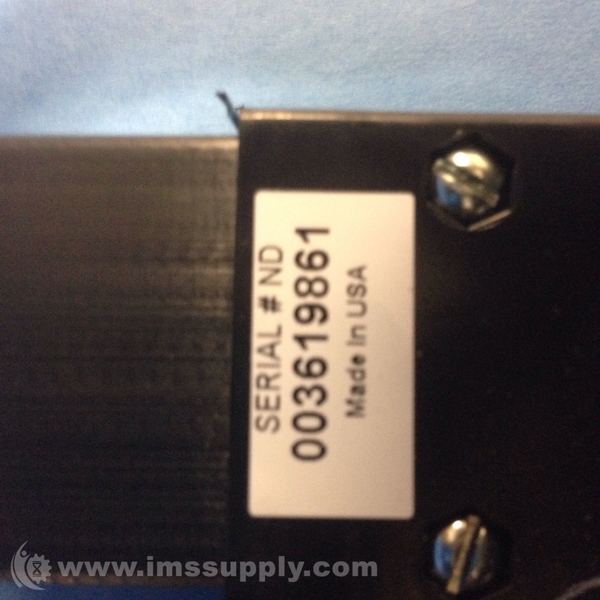 SERIAL # ND
003619861
Made In USA
www.imssupply.com